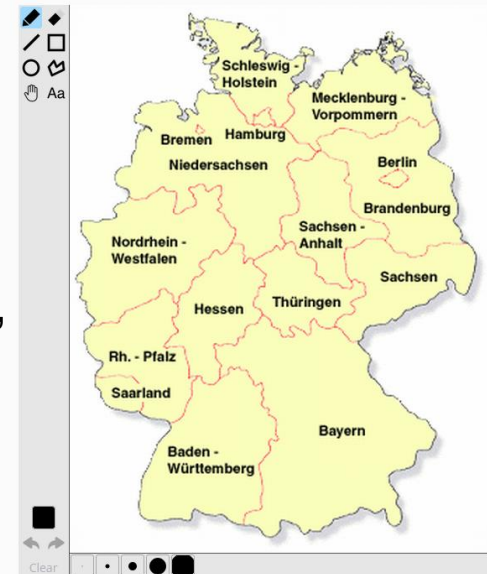 Aa
Schleswig -
Holstein
Mecklenburg -
Vorpommern
Hamburg
Bremen
Niedersachsen
Berlin
Brandenburg
Sachsen -
Anhalt
Nordrhein -
Westfalen
Sachsen
Hessen
Thüringen
Rh. - Pfalz
Saarland
Bayern
Baden -
Württemberg
Clear